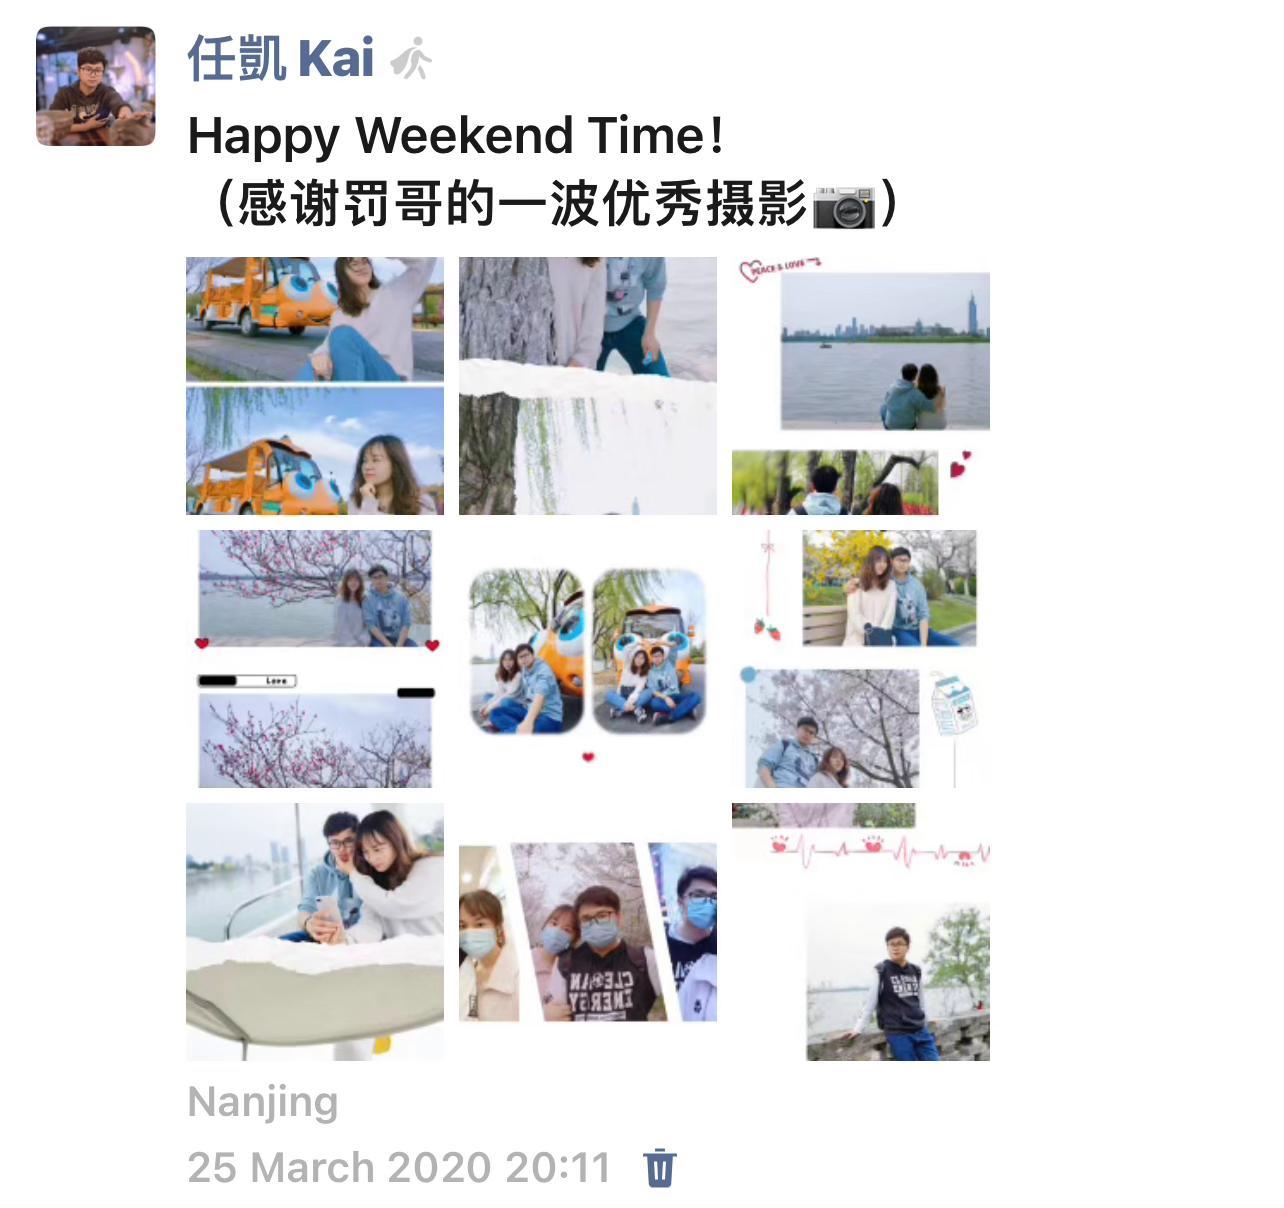 任凱 Kai
Happy Weekend Time！
（感谢罚哥的一波优秀摄影📷）
PEACE & LOVE
Love
CLEAN
ENERGY
Nanjing
25 March 2020 20:11